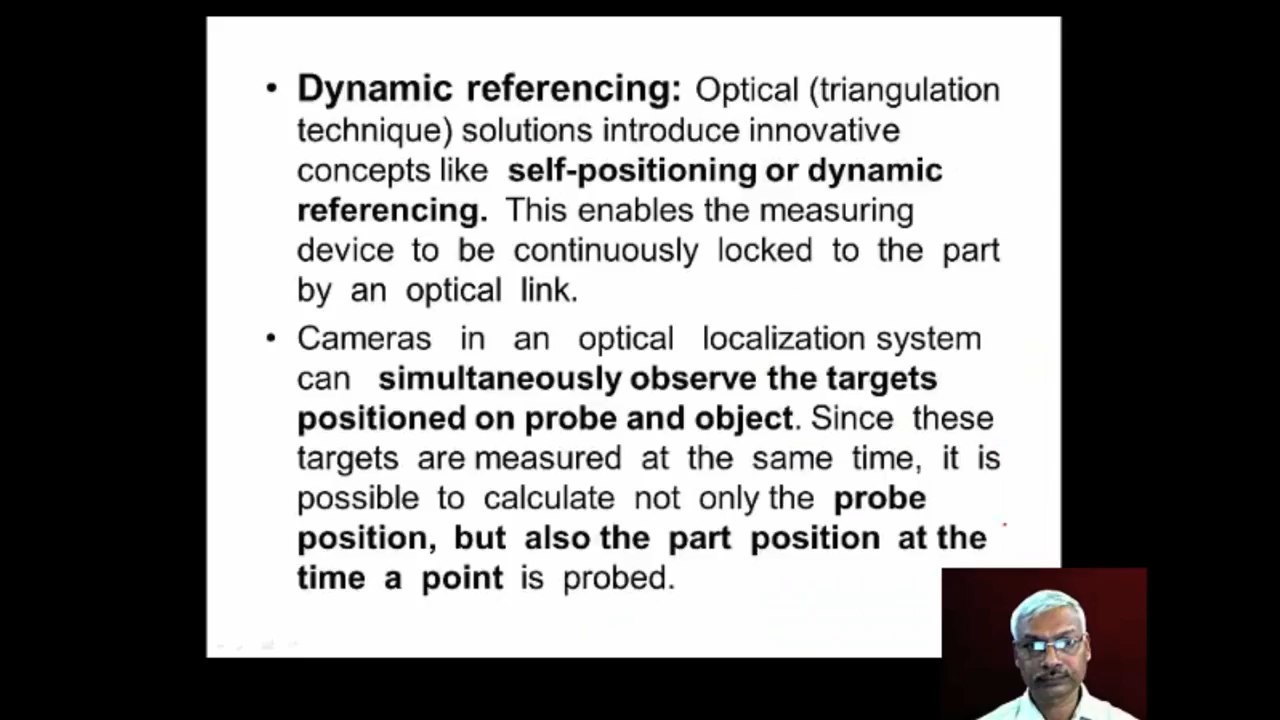 • Dynamic referencing: Optical (triangulation
technique) solutions introduce innovative
concepts like self-positioning or dynamic
referencing. This enables the measuring
device to be continuously locked to the part
by an optical link.
• Cameras in an optical localization system
can simultaneously observe the targets
positioned on probe and object. Since these
targets are measured at the same time, it is
possible to calculate not only the probe
position, but also the part position at the
time a point is probed.